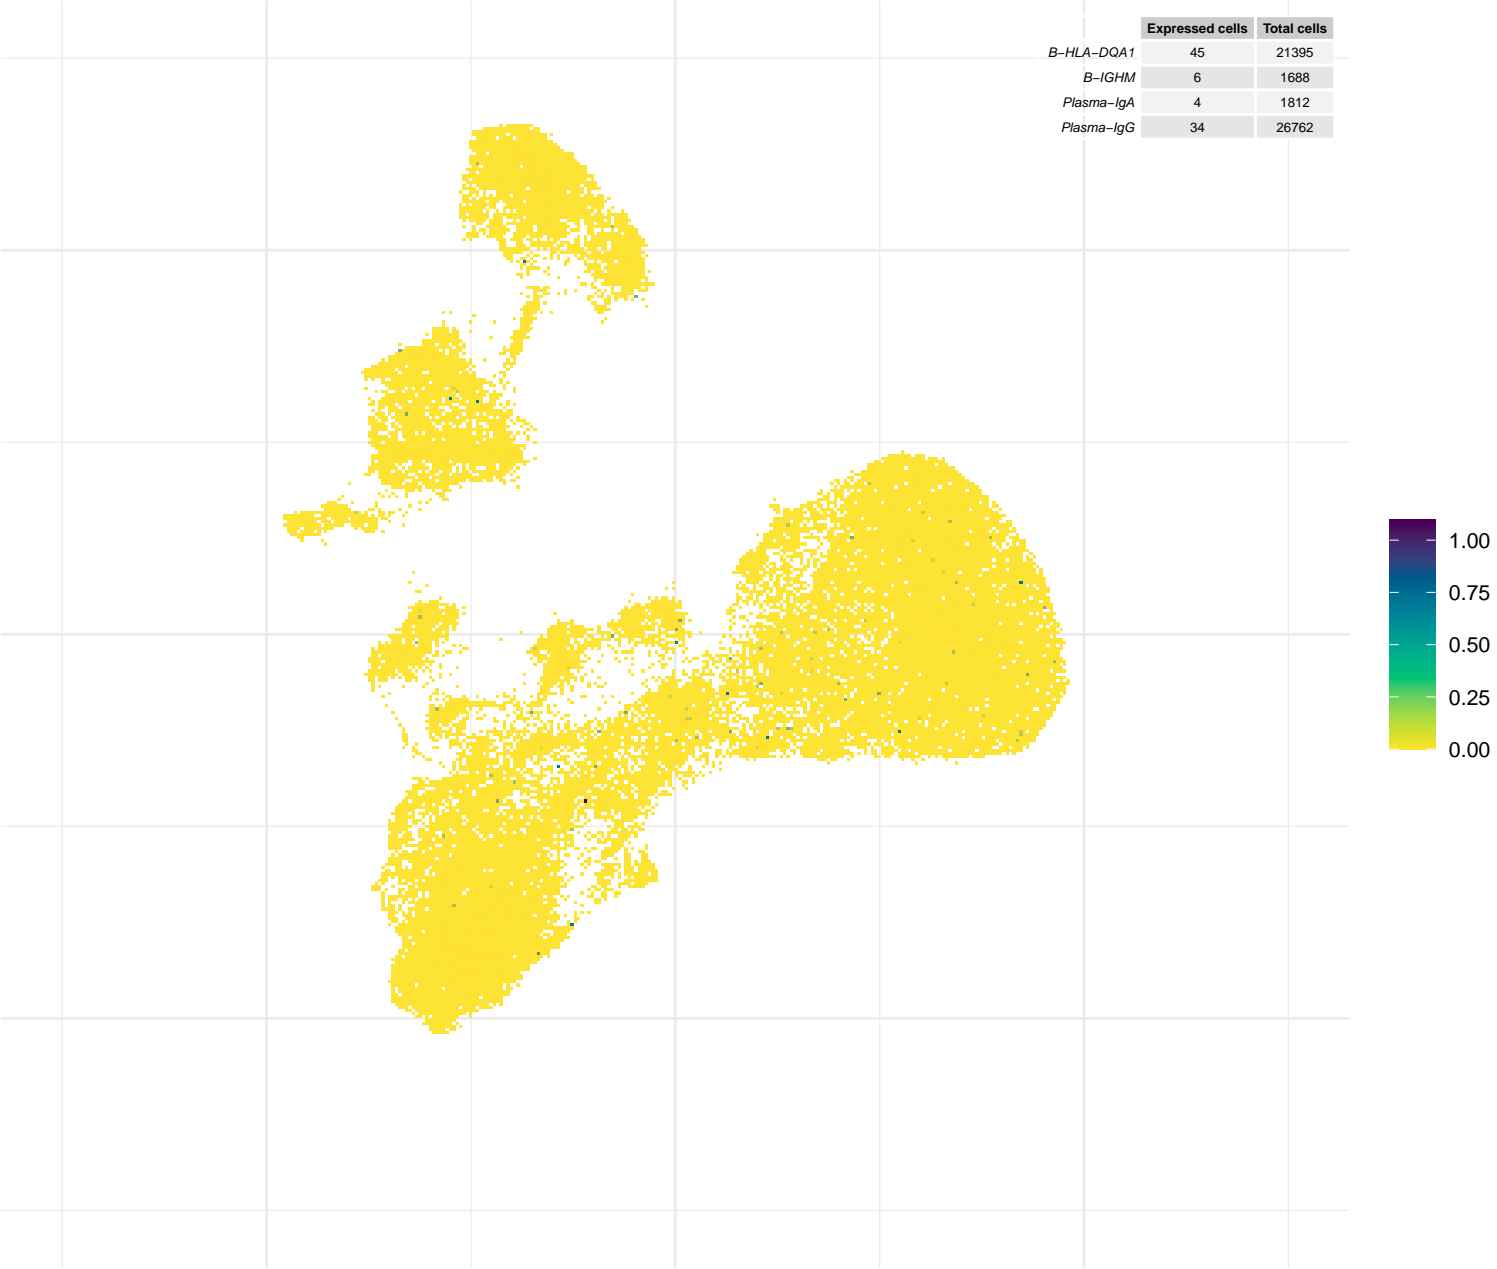 Expressed cells Total cells
B−HLA−DQA1 45 21395
B−IGHM 6 1688
Plasma−IgA 4 1812
Plasma−IgG 34 26762
1.00
0.75
0.50
0.25
0.00